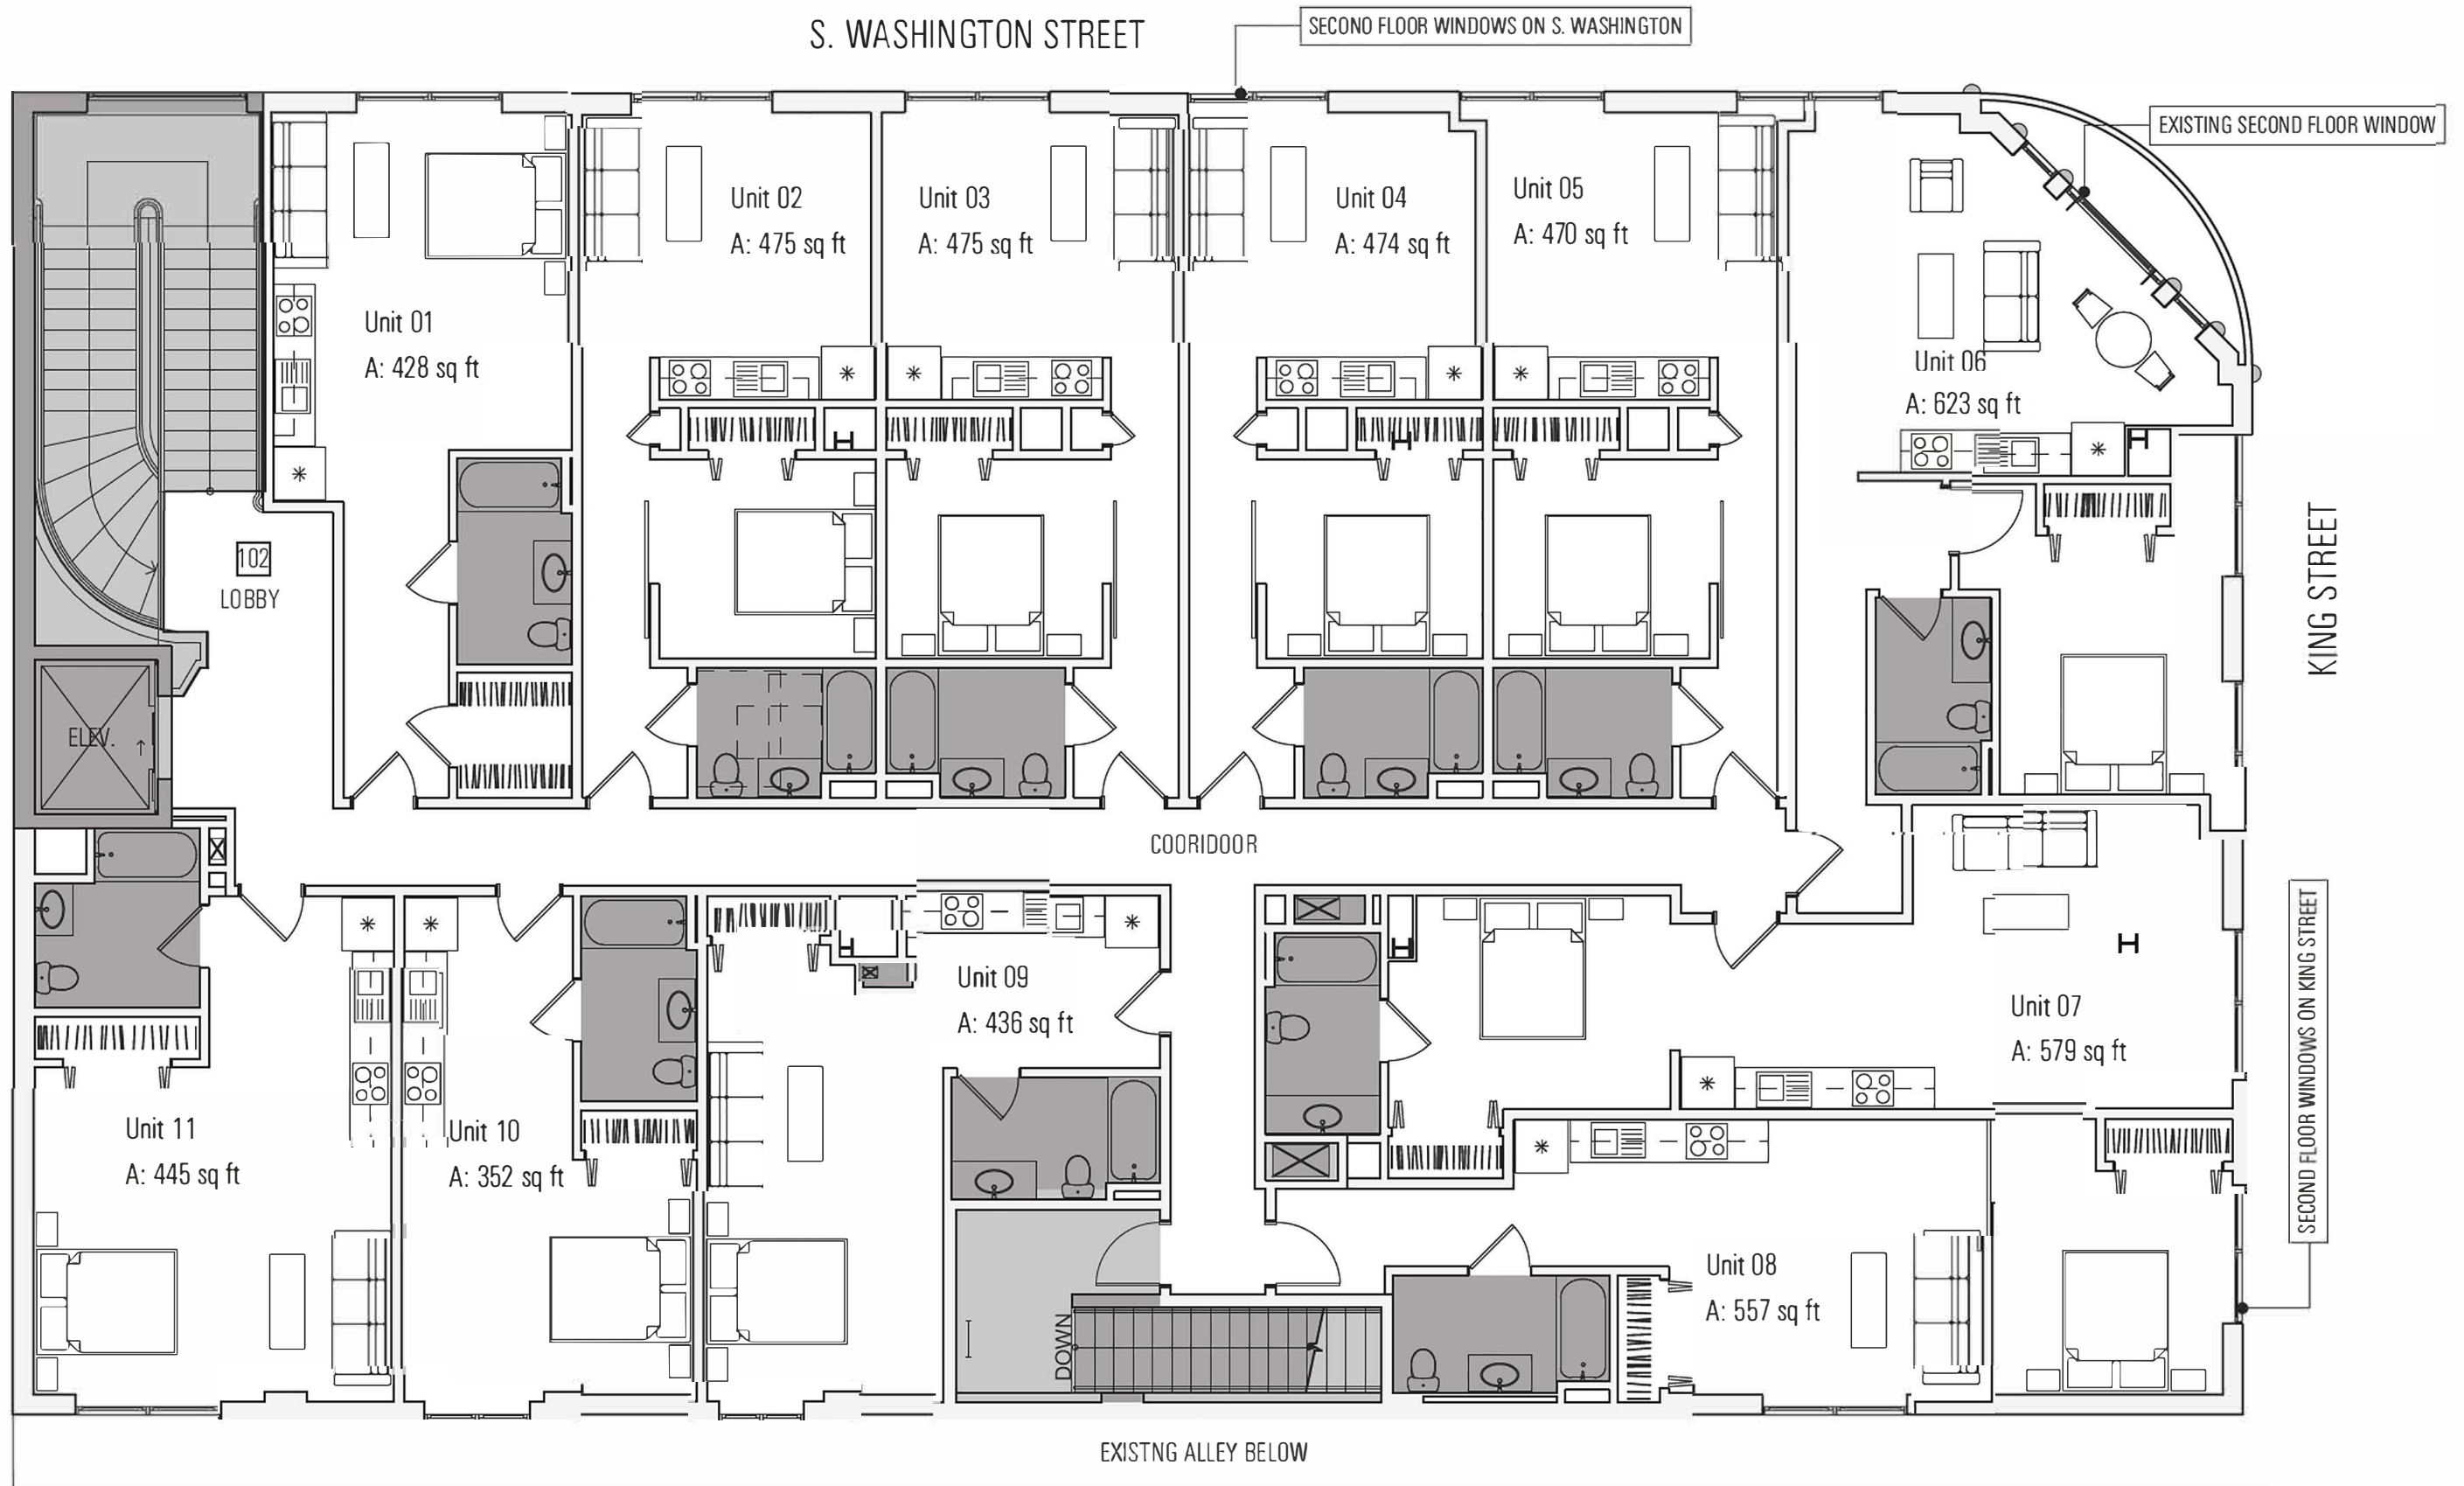 S. WASHINGTON STREET
SECONO FLOOR WINDOWS ON S. WASHINGTON
EXISTING SECOND FLOOR WINDOW
Unit 01
A: 428 sq ft
Unit 02
A: 475 sq ft
Unit 03
A: 475 sq ft
Unit 04
A: 474 sq ft
Unit 05
A: 470 sq ft
Unit 06
A: 623 sq ft
KING STREET
102
LOBBY
ELEV.
COORIDOOR
Unit 07
A: 579 sq ft
Unit 09
A: 436 sq ft
Unit 11
A: 445 sq ft
Unit 10
A: 352 sq ft
Unit 08
A: 557 sq ft
DOWN
SECOND FLOOR WINDOWS ON KING STREET
EXISTNG ALLEY BELOW